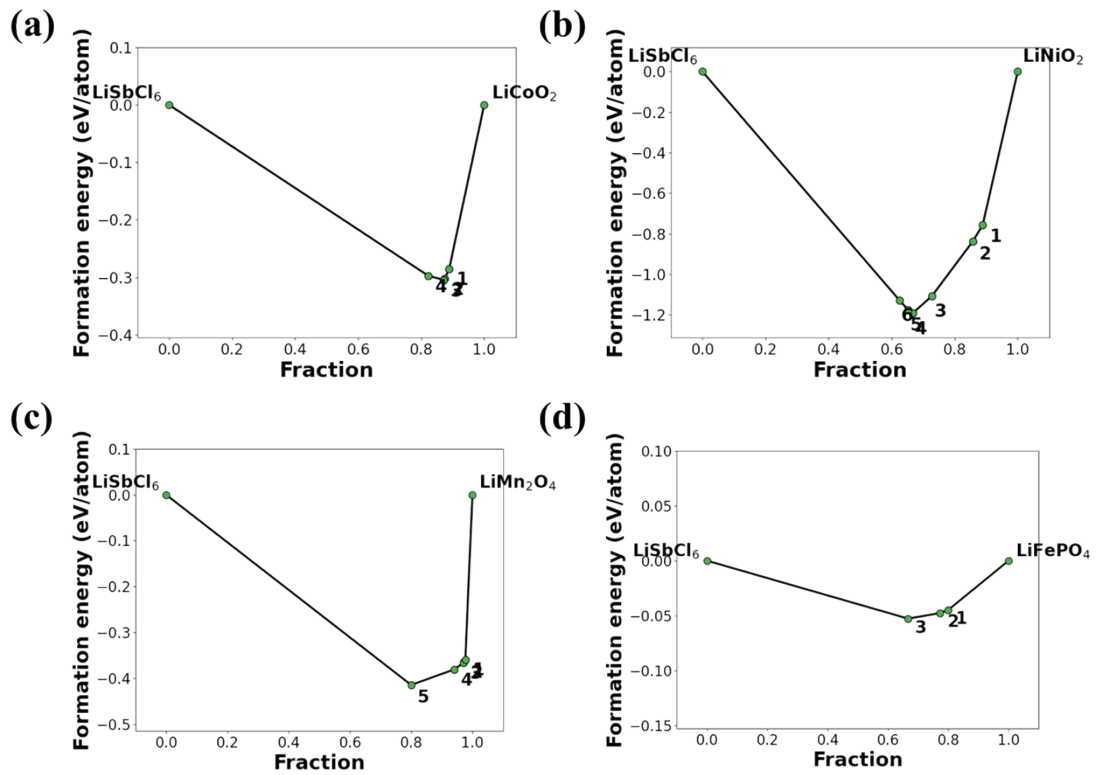 (a)
Formation energy (eV/atom)
0.1
0.0
−0.1
−0.2
−0.3
−0.4
LiSbCl₆
LiCoO₂
1
4
0.0 0.2 0.4 0.6 0.8 1.0
Fraction
(b)
Formation energy (eV/atom)
0.0
−0.2
−0.4
−0.6
−0.8
−1.0
−1.2
LiSbCl₆
LiNiO₂
1
2
3
6
5
4
0.0 0.2 0.4 0.6 0.8 1.0
Fraction
(c)
Formation energy (eV/atom)
0.1
0.0
−0.1
−0.2
−0.3
−0.4
−0.5
LiSbCl₆
LiMn₂O₄
4
5
0.0 0.2 0.4 0.6 0.8 1.0
Fraction
(d)
Formation energy (eV/atom)
0.10
0.05
0.00
−0.05
−0.10
−0.15
LiSbCl₆
LiFePO₄
3
2
1
0.0 0.2 0.4 0.6 0.8 1.0
Fraction